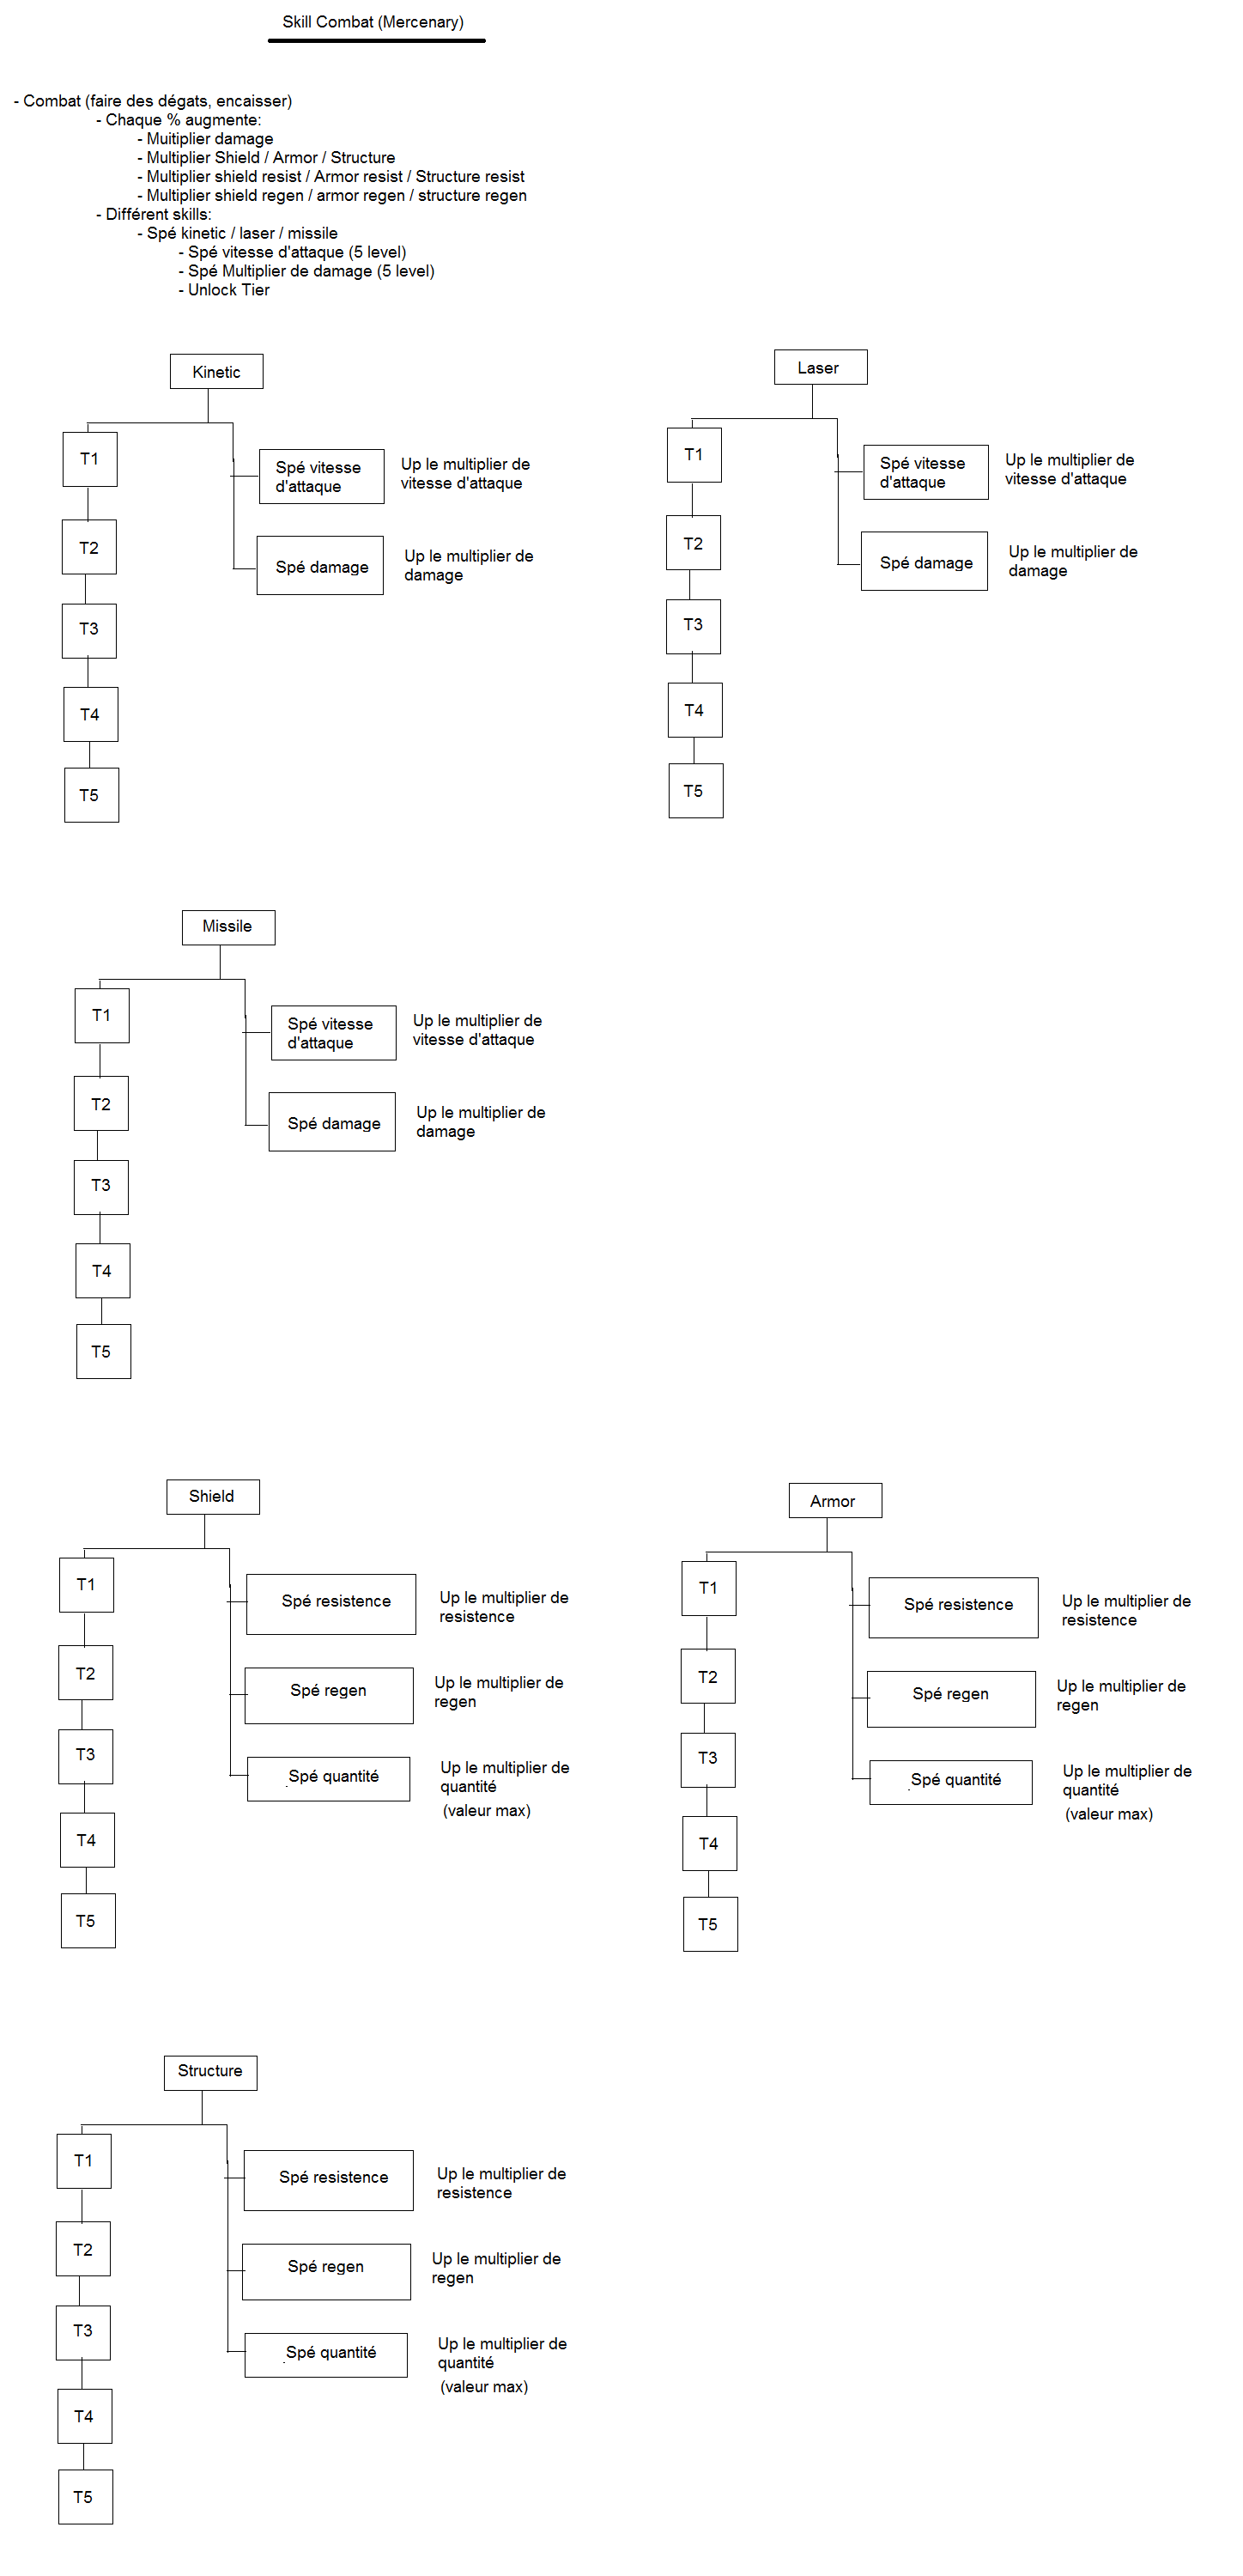 Skill Combat (Mercenary)
- Combat (faire des dégats, encaisser)
- Chaque % augmente:
- Muitiplier damage
- Multiplier Shield / Armor / Structure
- Multiplier shield resist / Armor resist / Structure resist
- Multiplier shield regen / armor regen / structure regen
- Différent skills:
- Spé kinetic / laser / missile
- Spé vitesse d'attaque (5 level)
- Spé Multiplier de damage (5 level)
- Unlock Tier
Kinetic
T1
Spé vitesse
d'attaque
Up le multiplier de
vitesse d'attaque
T2
Spé damage
Up le multiplier de
damage
T3
T4
T5
Laser
T1
Spé vitesse
d'attaque
Up le multiplier de
vitesse d'attaque
T2
Spé damage
Up le multiplier de
damage
T3
T4
T5
Missile
T1
Spé vitesse
d'attaque
Up le multiplier de
vitesse d'attaque
T2
Spé damage
Up le multiplier de
damage
T3
T4
T5
Shield
T1
Spé resistence
Up le multiplier de
resistence
T2
Spé regen
Up le multiplier de
regen
T3
Spé quantité
Up le multiplier de
quantité
(valeur max)
T4
T5
Armor
T1
Spé resistence
Up le multiplier de
resistence
T2
Spé regen
Up le multiplier de
regen
T3
Spé quantité
Up le multiplier de
quantité
(valeur max)
T4
T5
Structure
T1
Spé resistence
Up le multiplier de
resistence
T2
Spé regen
Up le multiplier de
regen
T3
Spé quantité
Up le multiplier de
quantité
(valeur max)
T4
T5